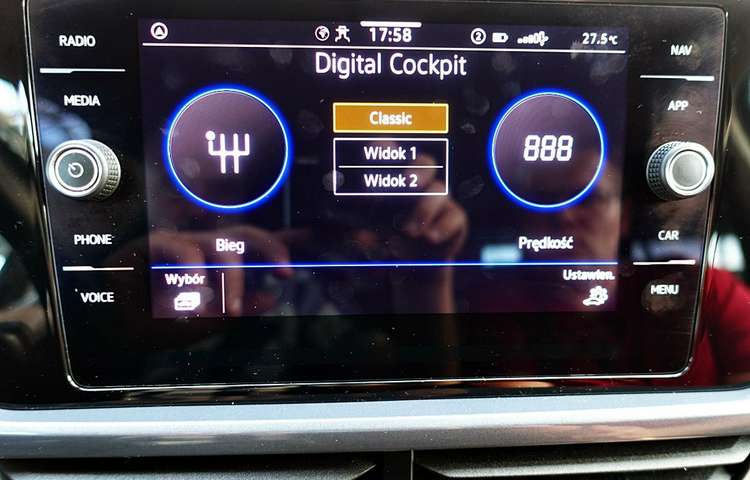 RADIO
MEDIA
PHONE
VOICE
17:58
2
27.5°C
Digital Cockpit
Classic
Widok 1
Widok 2
888
Bieg
Prędkość
Wybór
Ustawien.
NAV
APP
CAR
MENU